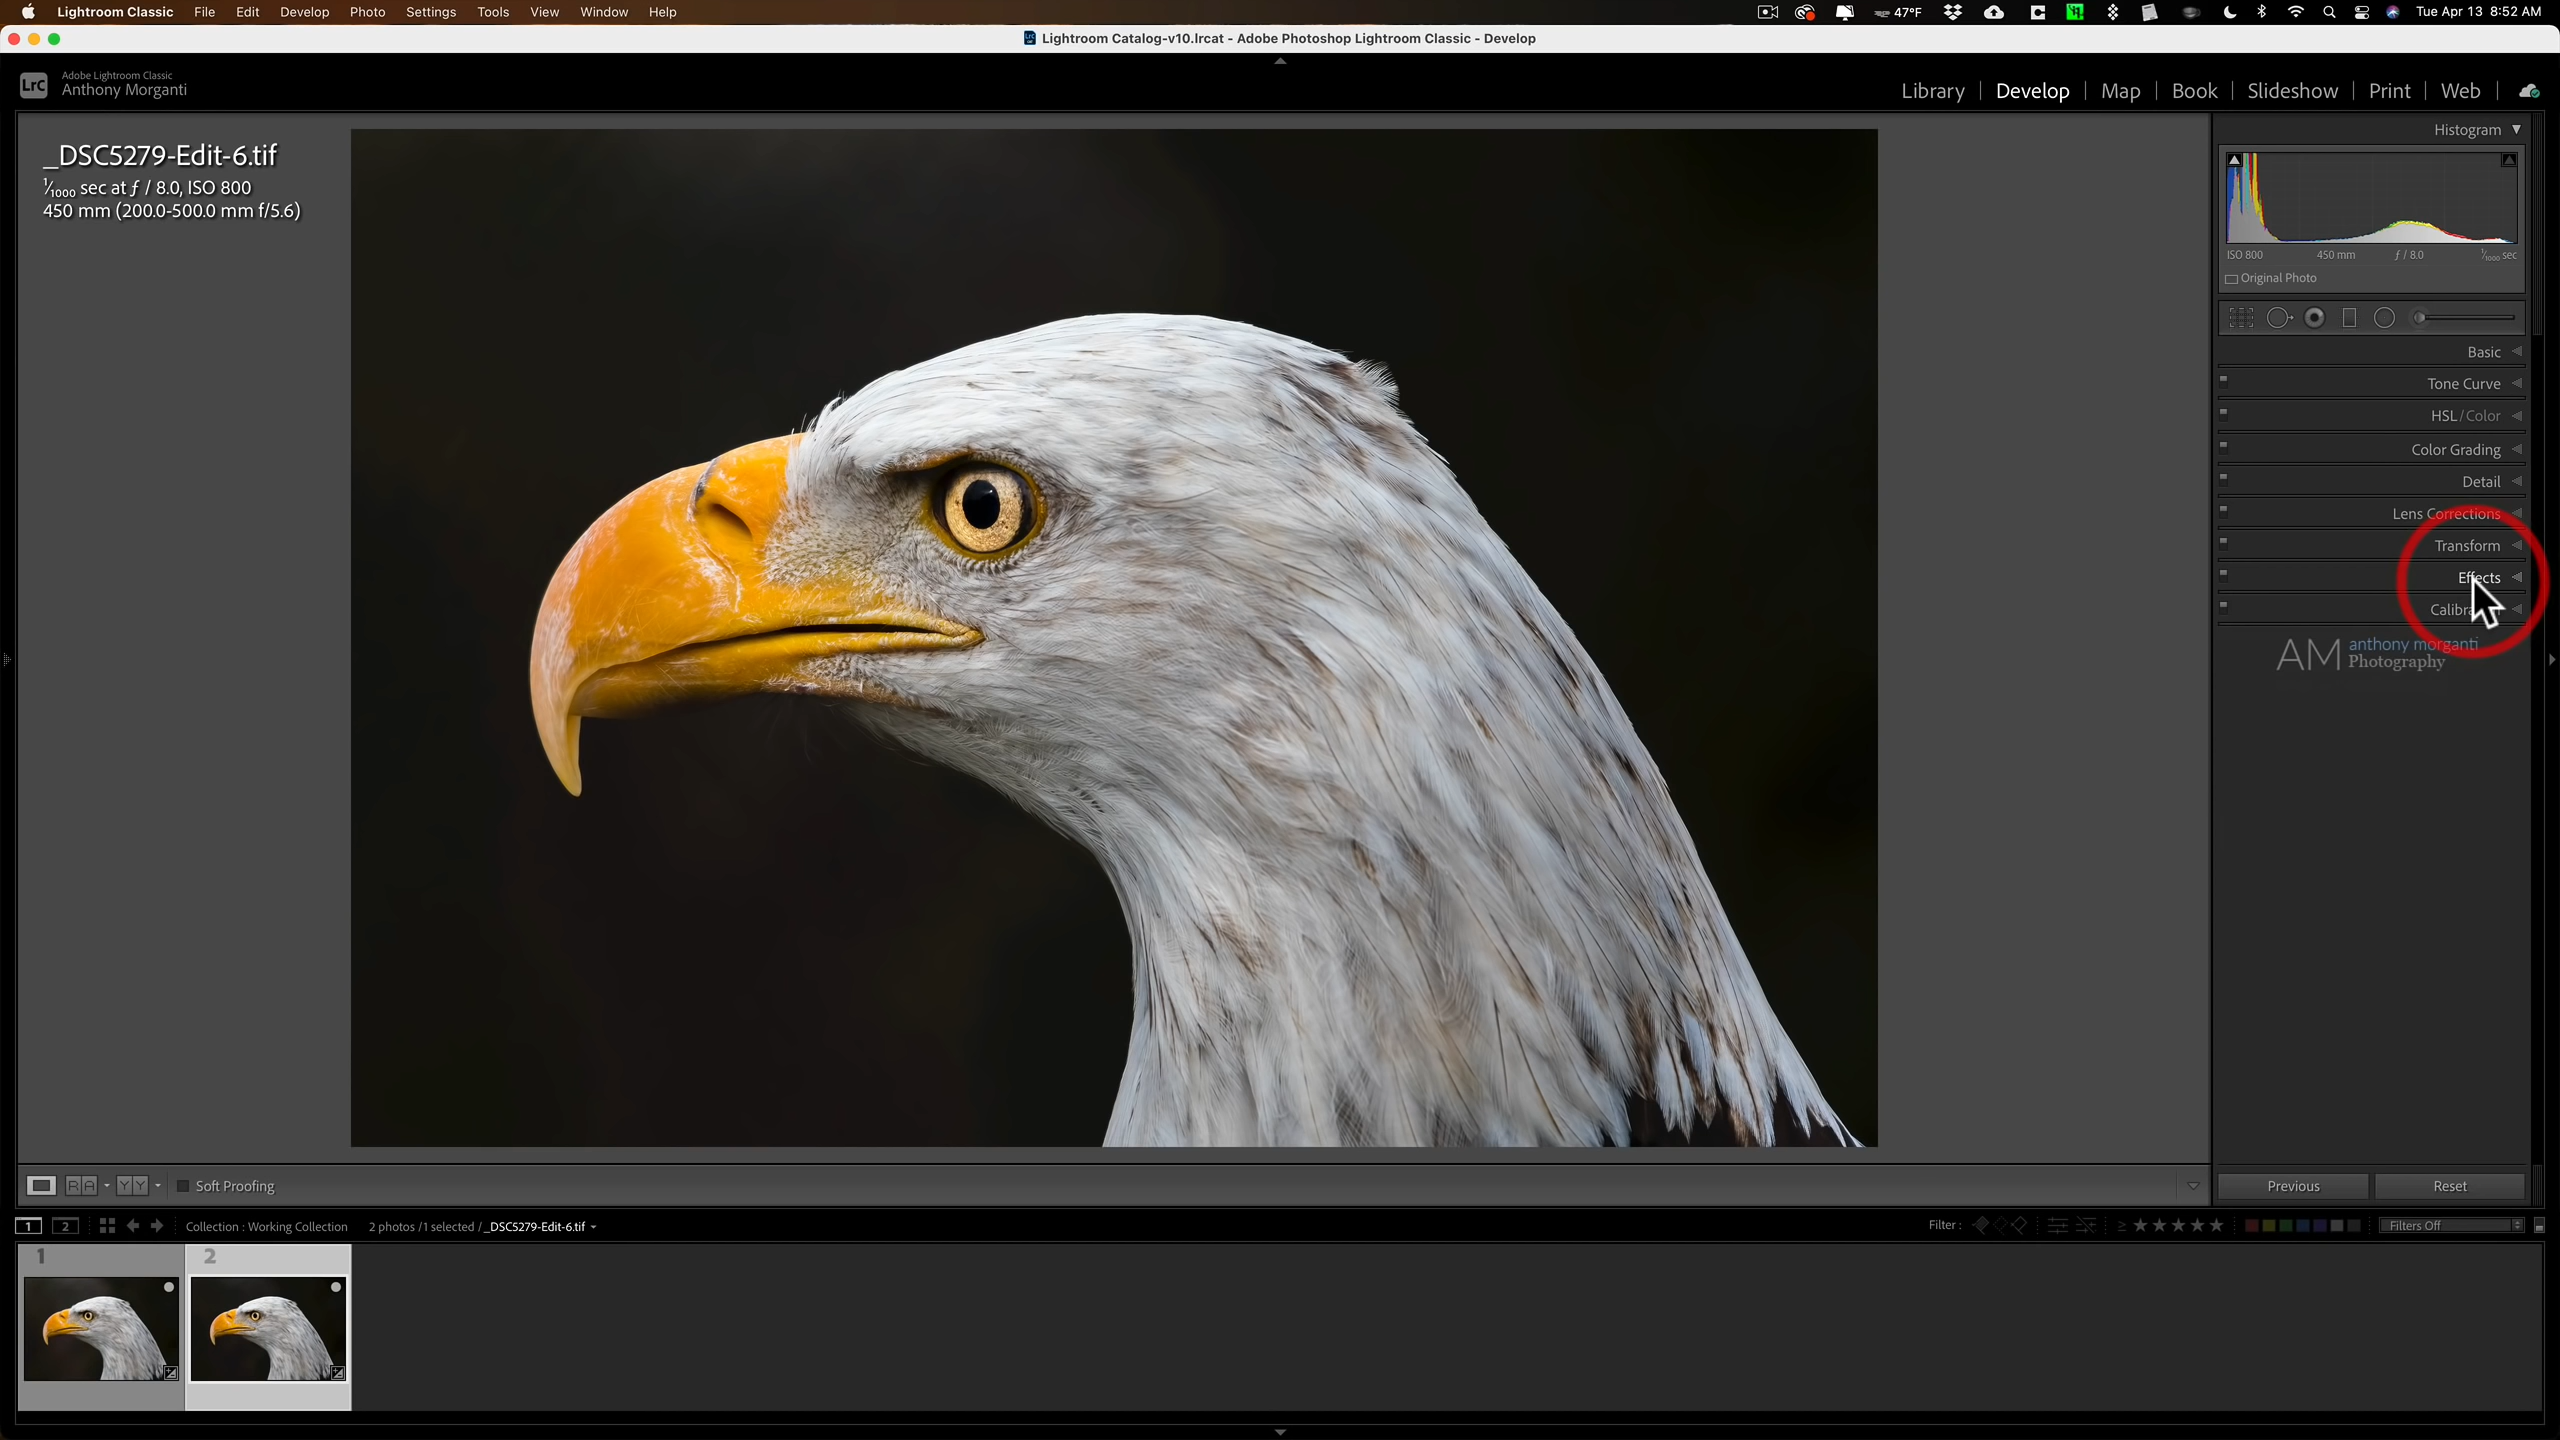 Lightroom Classic File Edit Develop Photo Settings Tools View Window Help 47°F Tue Apr 13 8:52 AM
Lightroom Catalog-v10.lrcat - Adobe Photoshop Lightroom Classic - Develop
LrC
Adobe Lightroom Classic
Anthony Morganti
Library | Develop | Map | Book | Slideshow | Print | Web
_DSC5279-Edit-6.tif
1/1000 sec at ƒ / 8.0, ISO 800
450 mm (200.0-500.0 mm f/5.6)
Histogram
ISO 800 450 mm ƒ / 8.0 1/1000 sec
Original Photo
Basic
Tone Curve
HSL / Color
Color Grading
Detail
Lens Corrections
Transform
Effects
AM anthony morganti
Photography
R A Y Y Soft Proofing
Previous Reset
1 2 Collection : Working Collection 2 photos / 1 selected / _DSC5279-Edit-6.tif Filter : ≥ ★★★★★ Filters Off
1 2